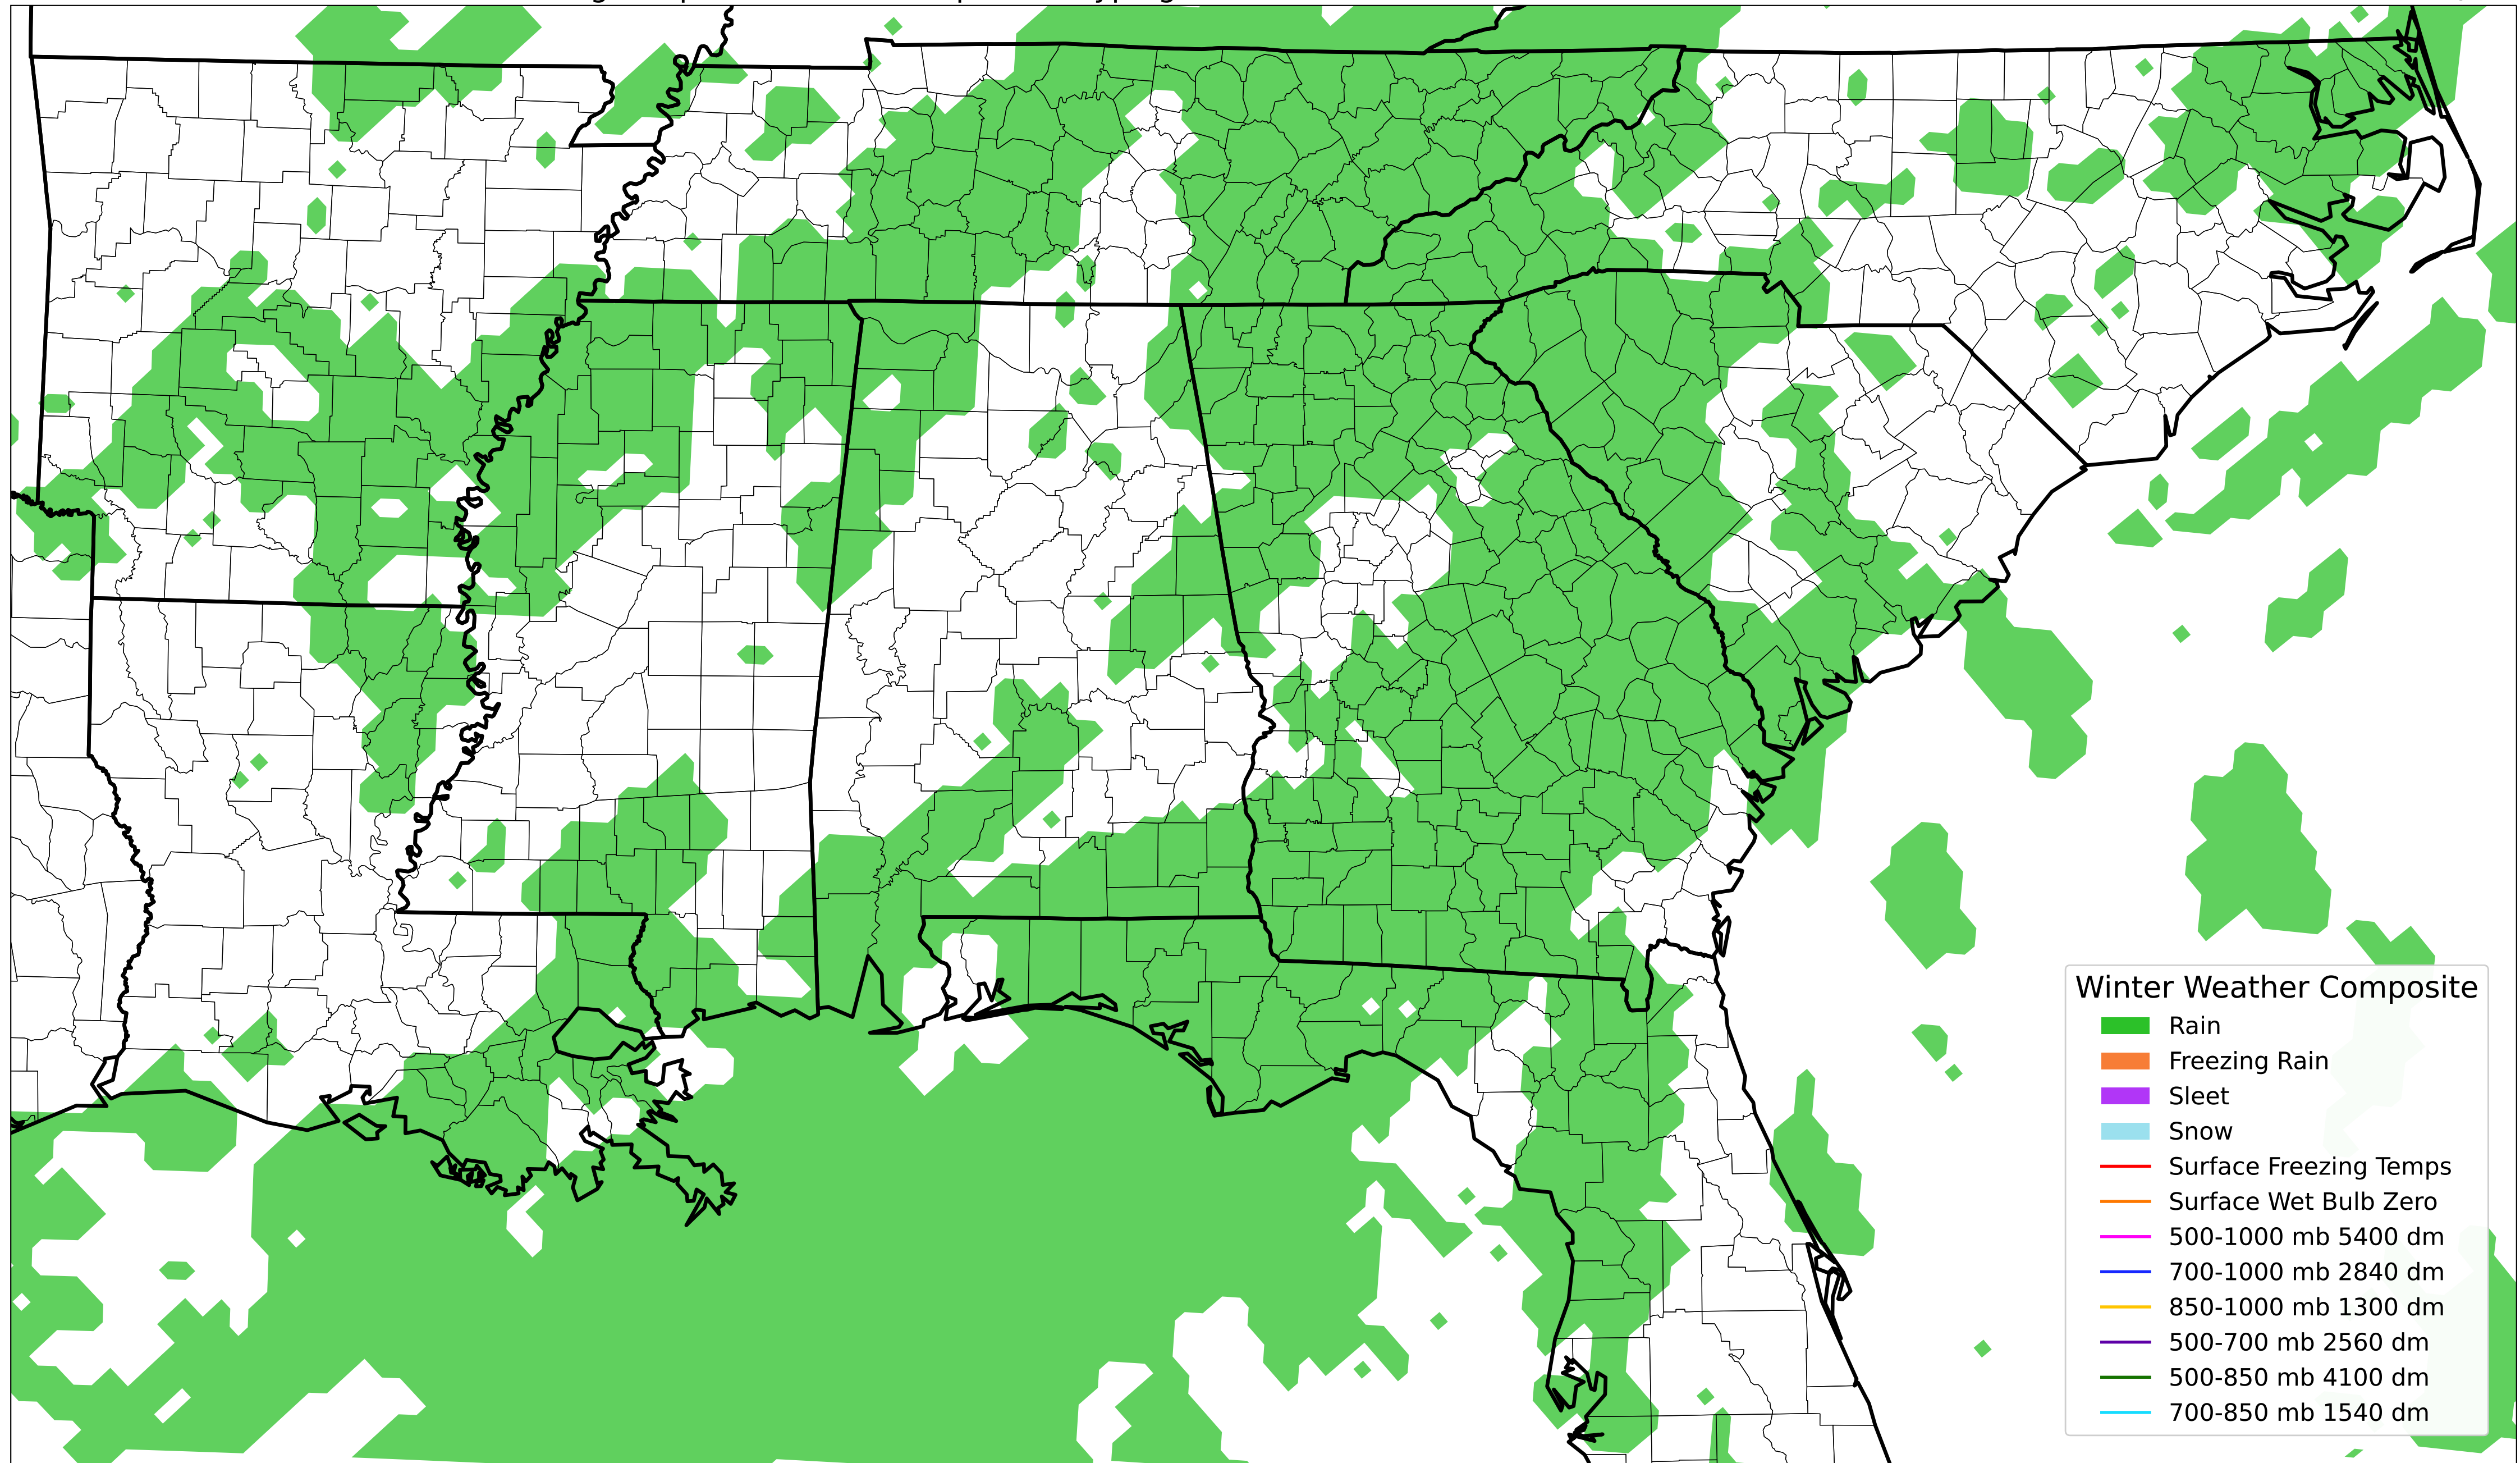 Winter Weather Composite
Rain
Freezing Rain
Sleet
Snow
Surface Freezing Temps
Surface Wet Bulb Zero
500-1000 mb 5400 dm
700-1000 mb 2840 dm
850-1000 mb 1300 dm
500-700 mb 2560 dm
500-850 mb 4100 dm
700-850 mb 1540 dm